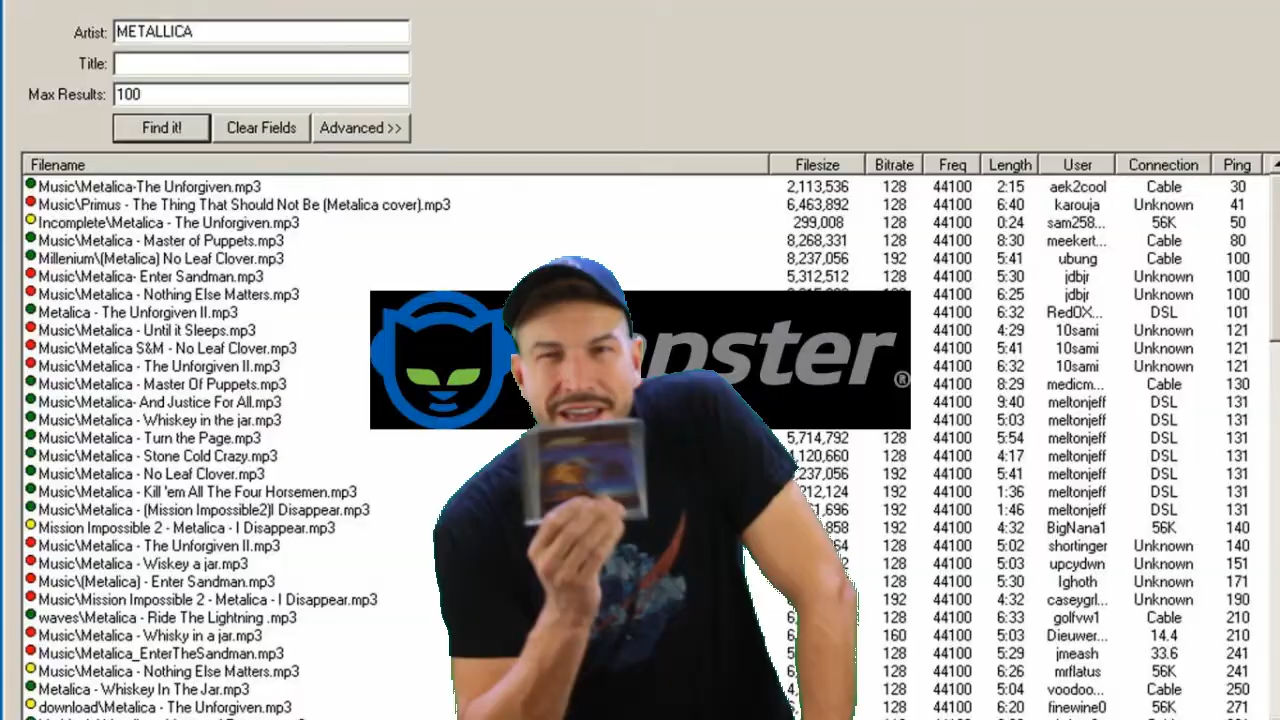 Artist: METALLICA
Title:
Max Results: 100
Find it! Clear Fields Advanced >>
Filename Filesize Bitrate Freq Length User Connection Ping
Music\Metalica-The Unforgiven.mp3 2,113,536 128 44100 2:15 aek2cool Cable 30
Music\Primus - The Thing That Should Not Be (Metalica cover).mp3 6,463,892 128 44100 6:40 karouja Unknown 41
Incomplete\Metalica - The Unforgiven.mp3 299,008 128 44100 0:24 sam258... 56K 50
Music\Metalica - Master of Puppets.mp3 8,268,331 128 44100 8:30 meekert... Cable 80
Millenium\(Metalica) No Leaf Clover.mp3 8,237,056 192 44100 5:41 ubung Cable 100
Music\Metalica- Enter Sandman.mp3 5,312,512 128 44100 5:30 jdbjr Unknown 100
Music\Metalica - Nothing Else Matters.mp3 44100 6:25 jdbjr Unknown 100
Metalica - The Unforgiven II.mp3 44100 6:32 Red0X... DSL 101
Music\Metalica - Until it Sleeps.mp3 44100 4:29 10sami Unknown 121
Music\Metalica S&M - No Leaf Clover.mp3 44100 5:41 10sami Unknown 121
pster®
Music\Metalica - The Unforgiven II.mp3 44100 6:32 10sami Unknown 121
Music\Metalica - Master Of Puppets.mp3 44100 8:29 medicm... Cable 130
Music\Metalica- And Justice For All.mp3 44100 9:40 meltonjeff DSL 131
Music\Metalica - Whiskey in the jar.mp3 44100 5:03 meltonjeff DSL 131
Music\Metalica - Turn the Page.mp3 5,714,792 128 44100 5:54 meltonjeff DSL 131
Music\Metalica - Stone Cold Crazy.mp3 ,120,660 128 44100 4:17 meltonjeff DSL 131
Music\Metalica - No Leaf Clover.mp3 ,237,056 192 44100 5:41 meltonjeff DSL 131
Music\Metalica - Kill 'em All The Four Horsemen.mp3 212,124 192 44100 1:36 meltonjeff DSL 131
Music\Metalica - (Mission Impossible2)I Disappear.mp3 1,696 192 44100 1:46 meltonjeff DSL 131
Mission Impossible 2 - Metalica - I Disappear.mp3 858 192 44100 4:32 BigNana1 56K 140
Music\Metalica - The Unforgiven II.mp3 64 128 44100 5:02 shortinger Unknown 140
Music\Metalica - Wiskey a jar.mp3 2 128 44100 5:03 upcydwn Unknown 151
Music\(Metalica) - Enter Sandman.mp3 128 44100 5:30 lghoth Unknown 171
Music\Mission Impossible 2 - Metalica - I Disappear.mp3 192 44100 4:32 caseygrl... Unknown 190
waves\Metalica - Ride The Lightning .mp3 6, 128 44100 6:33 golfvw1 Cable 210
Music\Metalica - Whisky in a jar.mp3 6, 160 44100 5:03 Dieuwer... 14.4 210
Music\Metalica_EnterTheSandman.mp3 5 128 44100 5:29 jmeash 33.6 241
Music\Metalica - Nothing Else Matters.mp3 128 44100 6:26 mrflatus 56K 241
Metalica - Whiskey In The Jar.mp3 4, 128 44100 5:04 voodoo... Cable 250
download\Metalica - The Unforgiven.mp3 128 44100 6:20 finewine0 56K 271